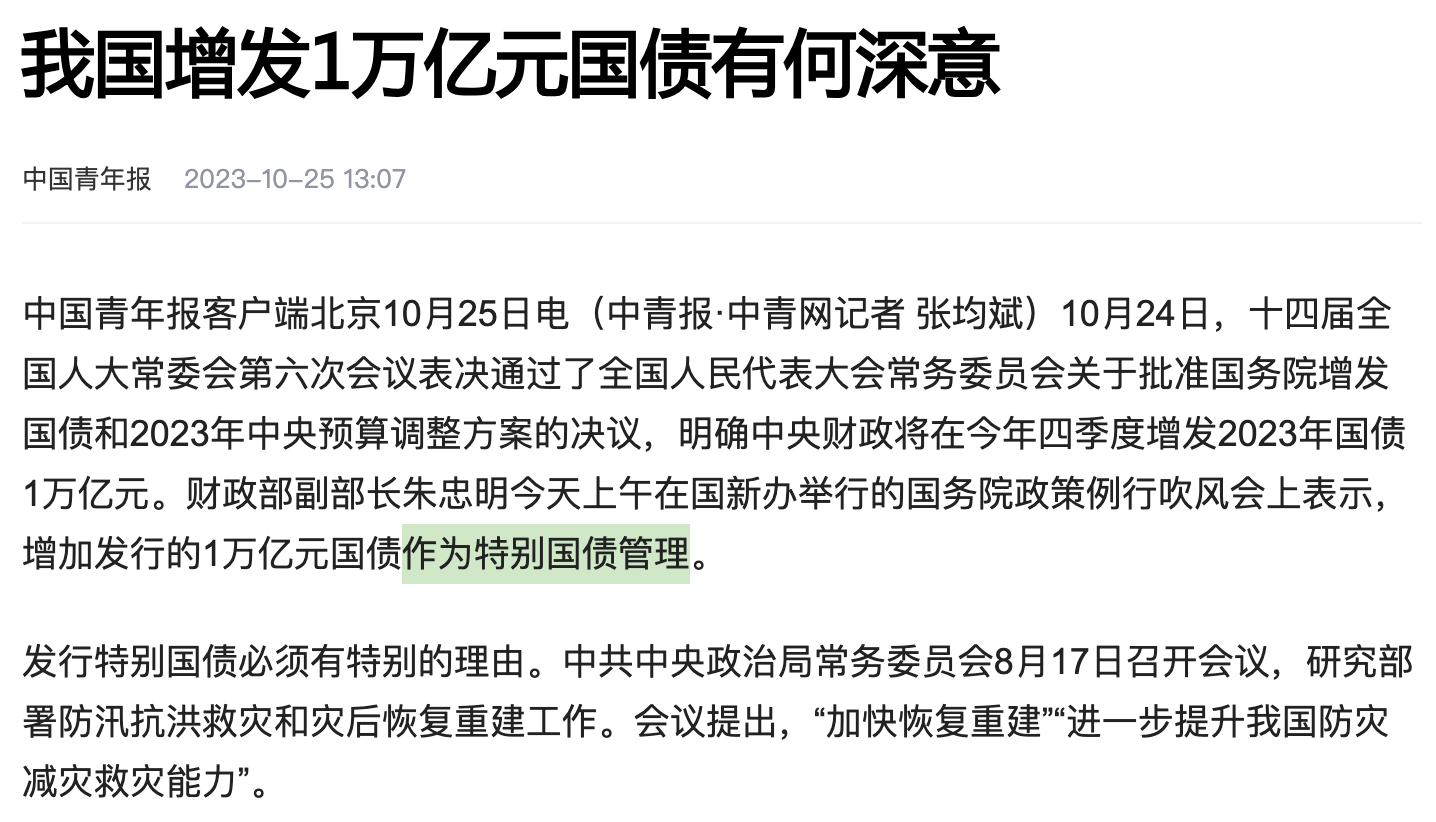 我国增发1万亿元国债有何深意
中国青年报 2023-10-25 13:07
中国青年报客户端北京10月25日电（中青报·中青网记者 张均斌）10月24日，十四届全
国人大常委会第六次会议表决通过了全国人民代表大会常务委员会关于批准国务院增发
国债和2023年中央预算调整方案的决议，明确中央财政将在今年四季度增发2023年国债
1万亿元。财政部副部长朱忠明今天上午在国新办举行的国务院政策例行吹风会上表示，
增加发行的1万亿元国债作为特别国债管理。
发行特别国债必须有特别的理由。中共中央政治局常务委员会8月17日召开会议，研究部
署防汛抗洪救灾和灾后恢复重建工作。会议提出，“加快恢复重建”“进一步提升我国防灾
减灾救灾能力”。